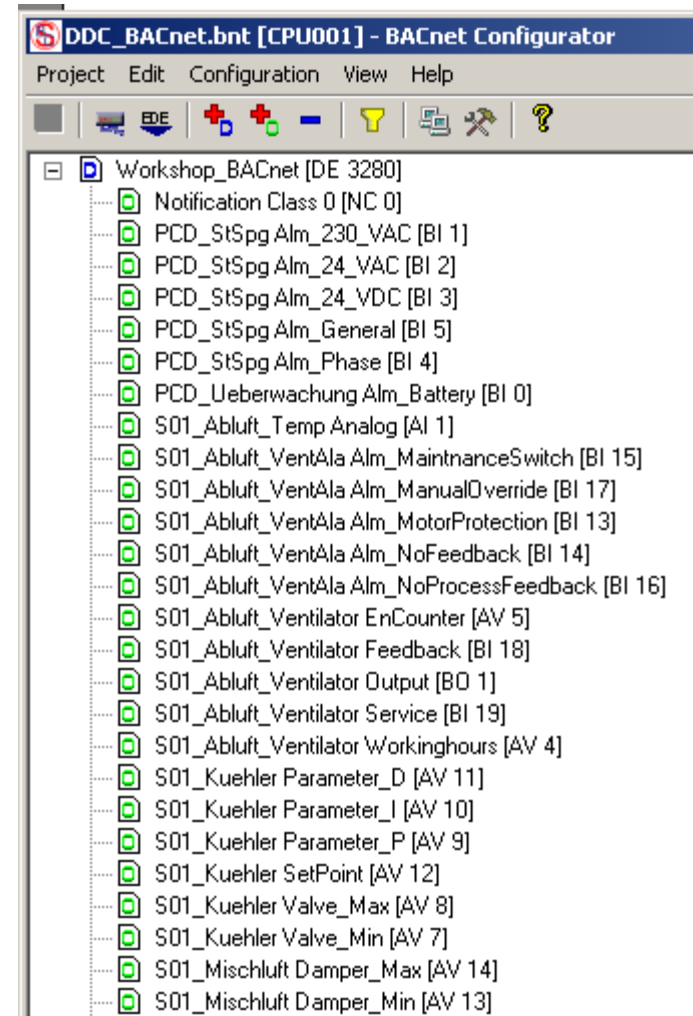 DDC_BACnet.bnt [CPU001] - BACnet Configurator
Project Edit Configuration View Help
EDE D O
Workshop_BACnet [DE 3280]
Notification Class 0 [NC 0]
PCD_StSpg Alm_230_VAC [BI 1]
PCD_StSpg Alm_24_VAC [BI 2]
PCD_StSpg Alm_24_VDC [BI 3]
PCD_StSpg Alm_General [BI 5]
PCD_StSpg Alm_Phase [BI 4]
PCD_Ueberwachung Alm_Battery [BI 0]
S01_Abluft_Temp Analog [AI 1]
S01_Abluft_VentAla Alm_MaintnanceSwitch [BI 15]
S01_Abluft_VentAla Alm_ManualOverride [BI 17]
S01_Abluft_VentAla Alm_MotorProtection [BI 13]
S01_Abluft_VentAla Alm_NoFeedback [BI 14]
S01_Abluft_VentAla Alm_NoProcessFeedback [BI 16]
S01_Abluft_Ventilator EnCounter [AV 5]
S01_Abluft_Ventilator Feedback [BI 18]
S01_Abluft_Ventilator Output [BO 1]
S01_Abluft_Ventilator Service [BI 19]
S01_Abluft_Ventilator Workinghours [AV 4]
S01_Kuehler Parameter_D [AV 11]
S01_Kuehler Parameter_I [AV 10]
S01_Kuehler Parameter_P [AV 9]
S01_Kuehler SetPoint [AV 12]
S01_Kuehler Valve_Max [AV 8]
S01_Kuehler Valve_Min [AV 7]
S01_Mischluft Damper_Max [AV 14]
S01_Mischluft Damper_Min [AV 13]